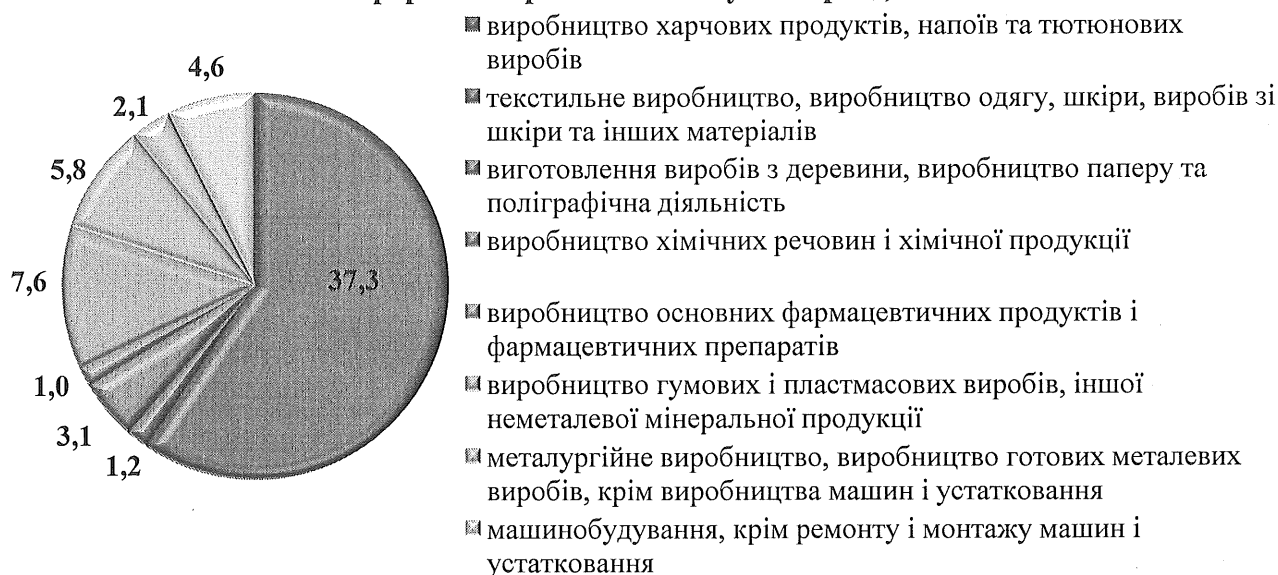 виробництво харчових продуктів, напоїв та тютюнових
виробів
текстильне виробництво, виробництво одягу, шкіри, виробів зі
шкіри та інших матеріалів
виготовлення виробів з деревини, виробництво паперу та
поліграфічна діяльність
виробництво хімічних речовин і хімічної продукції
виробництво основних фармацевтичних продуктів і
фармацевтичних препаратів
виробництво гумових і пластмасових виробів, іншої
неметалевої мінеральної продукції
металургійне виробництво, виробництво готових металевих
виробів, крім виробництва машин і устатковання
машинобудування, крім ремонту і монтажу машин і
устатковання
4,6
2,1
5,8
7,6
37,3
1,0
3,1
1,2